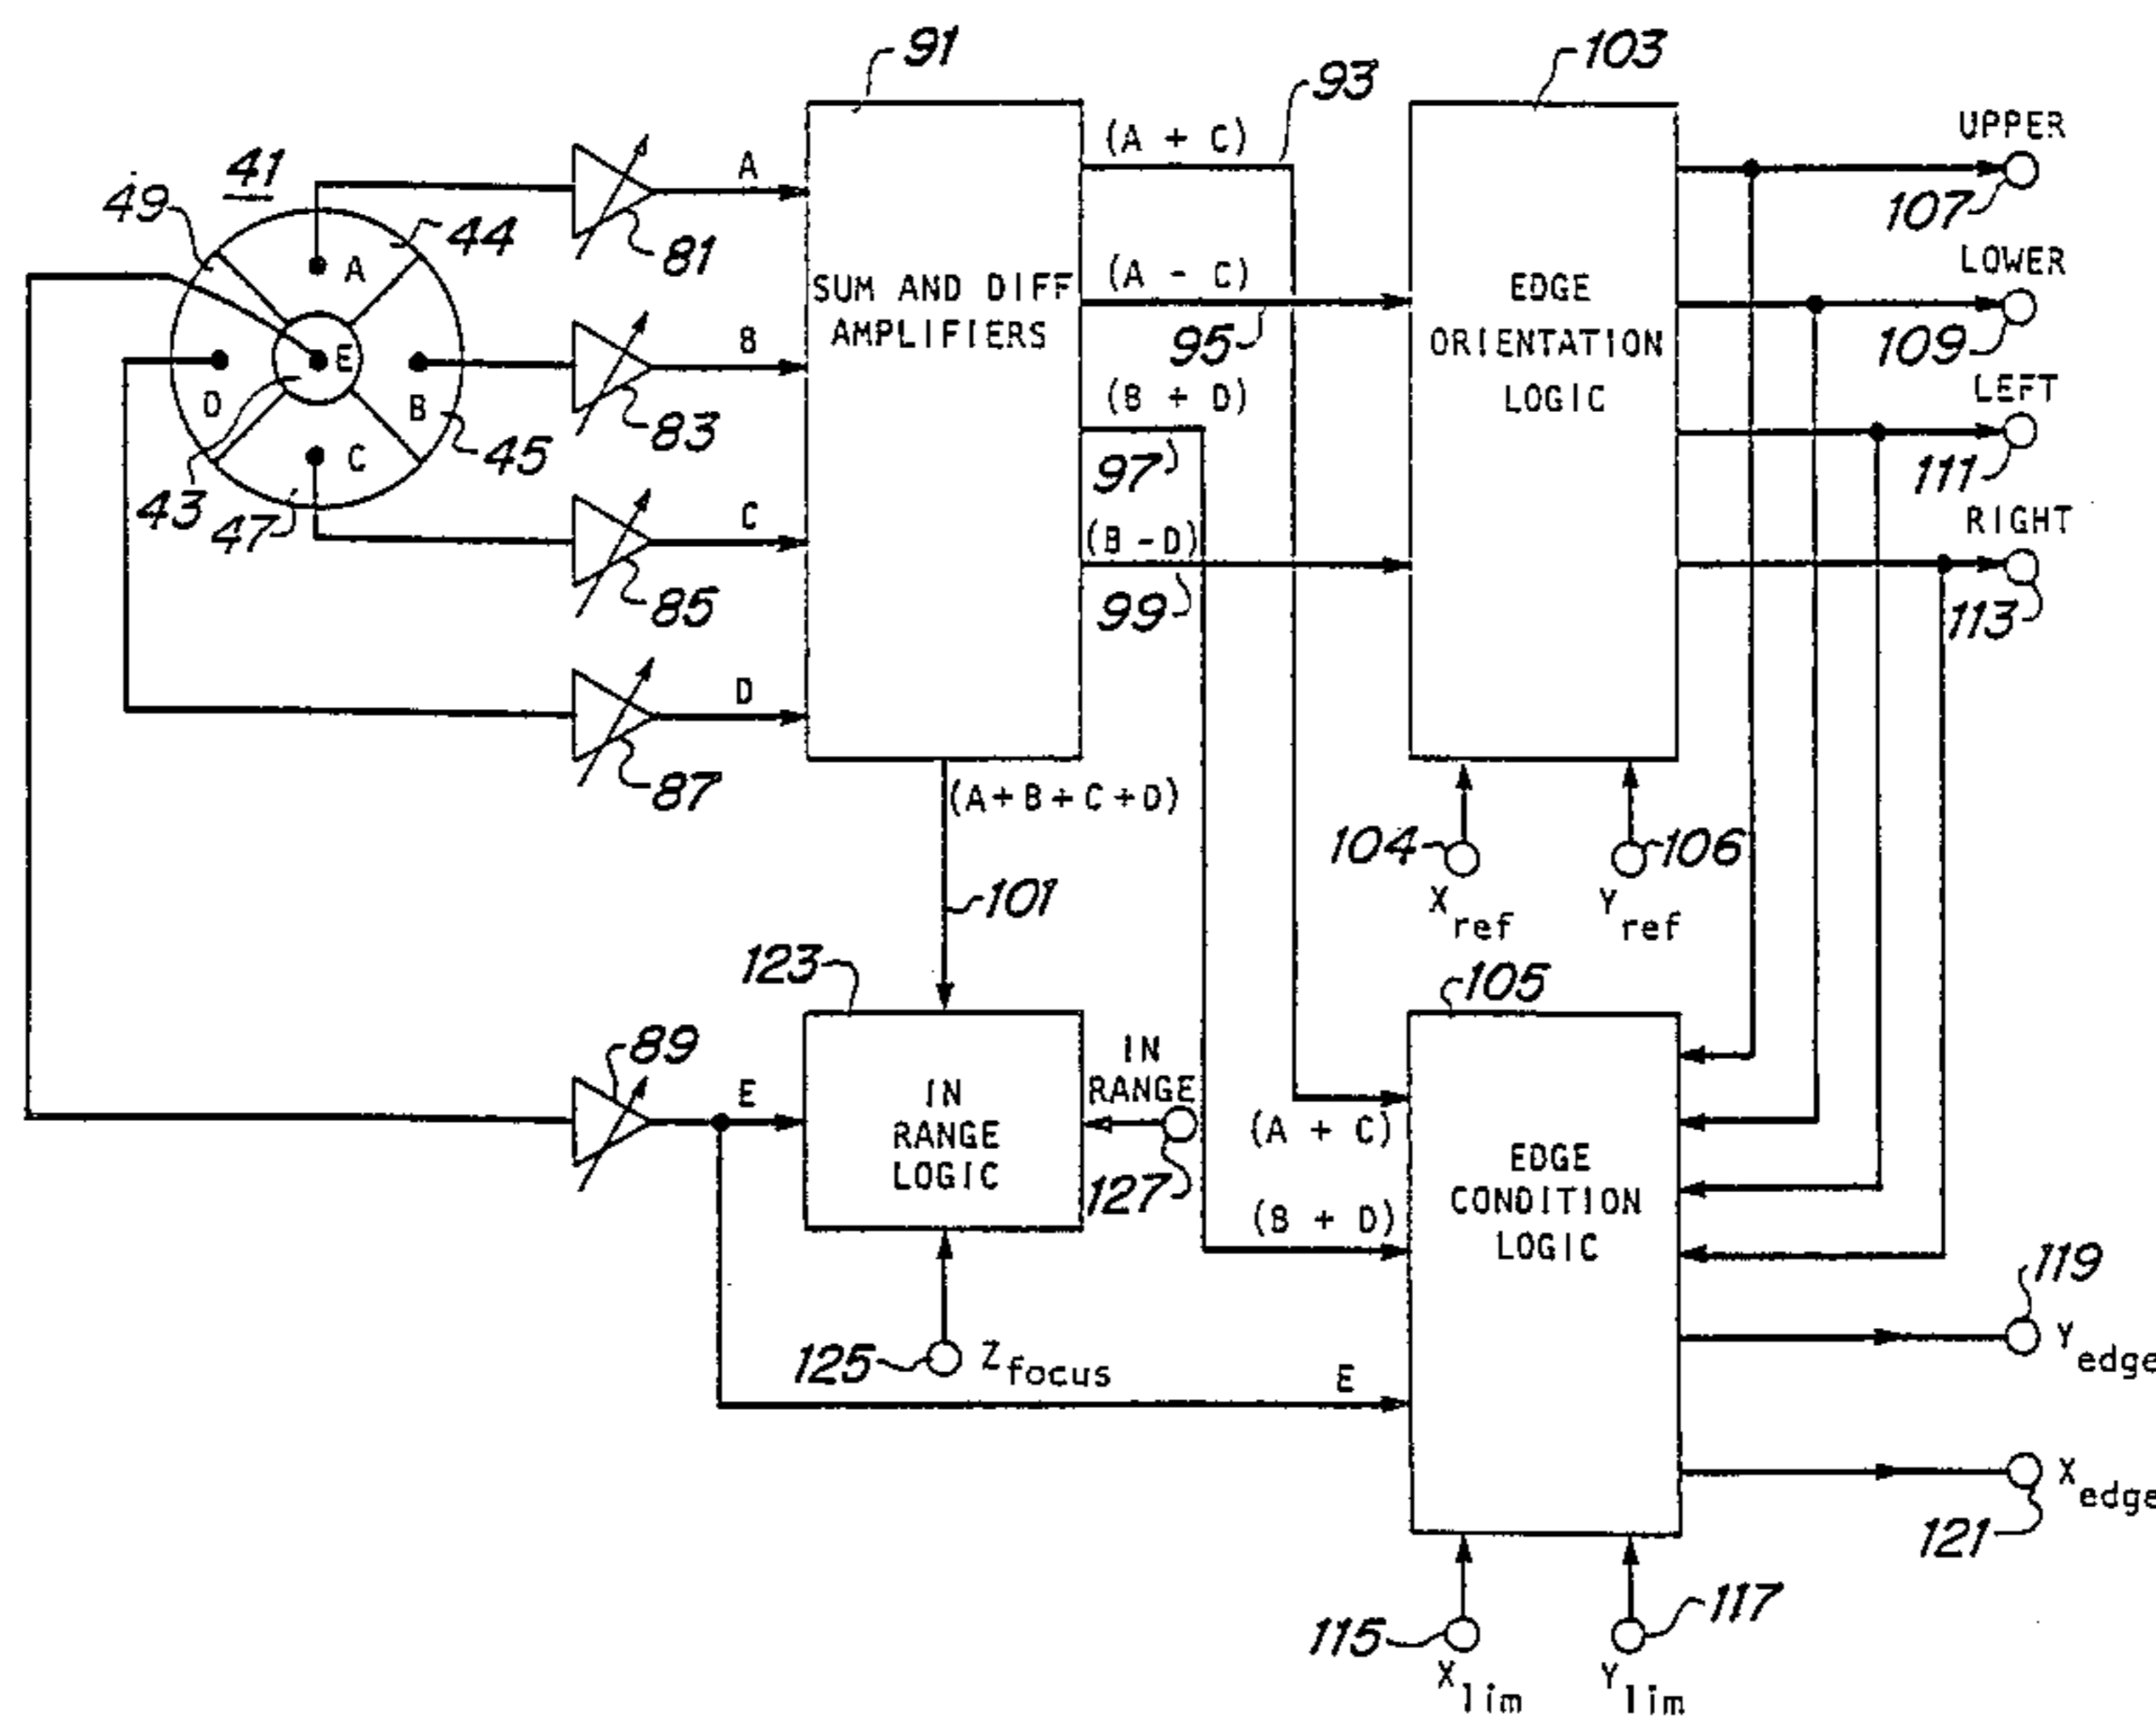 91
103
93
(A + C)
UPPER
107
41
49
44
A
81
A
SUM AND DIFF
AMPLIFIERS
(A - C)
95
EDGE
ORIENTATION
LOGIC
LOWER
109
E
D
B
45
83
B
(B + D)
97
LEFT
111
C
43
47
85
C
(B - D)
99
RIGHT
113
87
D
(A+B+C+D)
101
104
X ref
106
Y ref
123
105
89
E
IN
RANGE
LOGIC
IN
RANGE
127
(A + C)
(B + D)
EDGE
CONDITION
LOGIC
119
Y edge
125
Z focus
E
X edge
121
115
X lim
117
Y lim